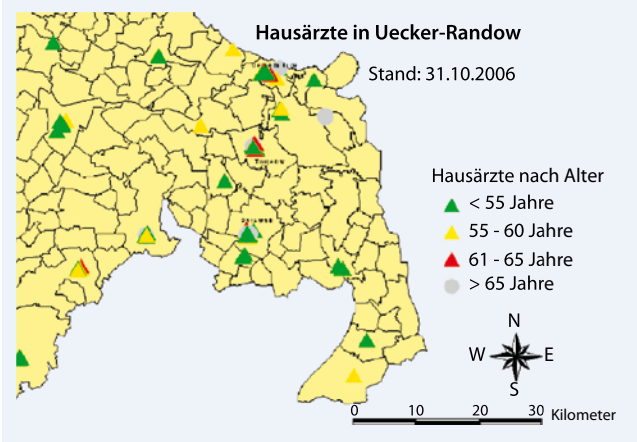 Hausärzte in Uecker-Randow
Stand: 31.10.2006
Hausärzte nach Alter
< 55 Jahre
55 - 60 Jahre
61 - 65 Jahre
> 65 Jahre
N
W E
S
0 10 20 30 Kilometer